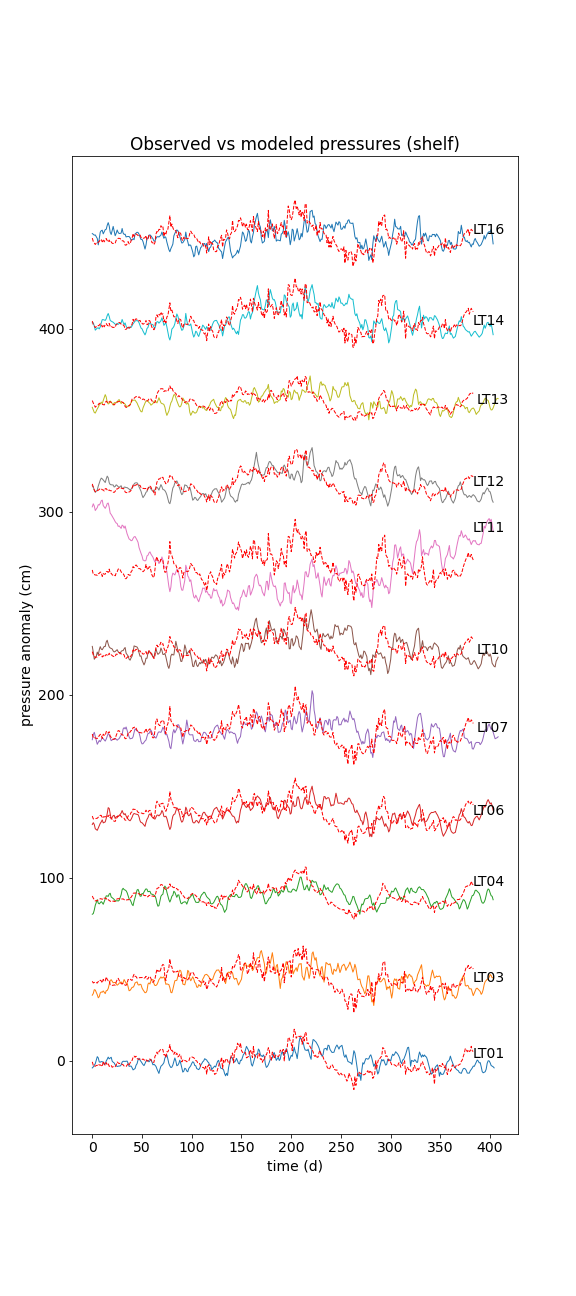 Observed vs modeled pressures (shelf)
LT16
LT14
400
LT13
LT12
300
LT11
pressure anomaly (cm)
LT10
200
LT07
LT06
100
LT04
LT03
LT01
0
0 50 100 150 200 250 300 350 400
time (d)